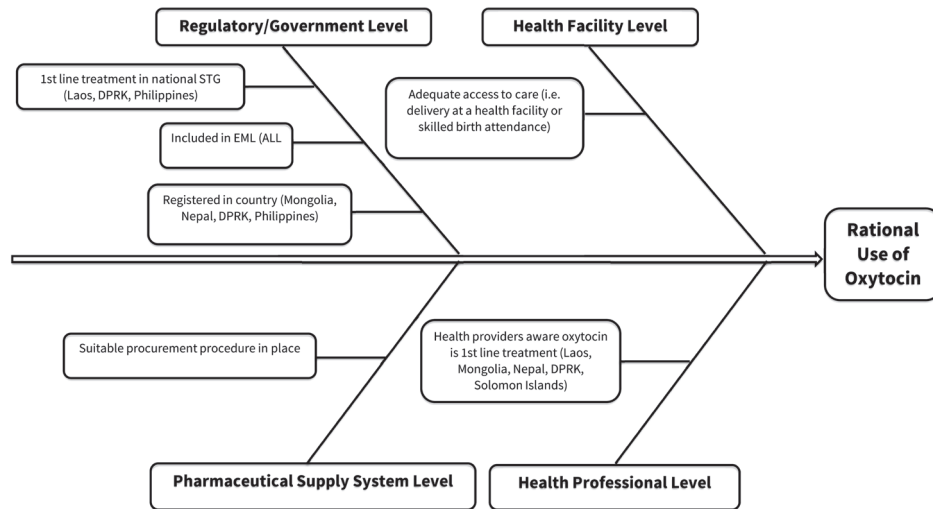 Regulatory/Government Level
Health Facility Level
1st line treatment in national STG
(Laos, DPRK, Philippines)
Adequate access to care (i.e.
delivery at a health facility or
skilled birth attendance)
Included in EML (ALL
Registered in country (Mongolia,
Nepal, DPRK, Philippines)
Rational
Use of
Oxytocin
Suitable procurement procedure in place
Health providers aware oxytocin
is 1st line treatment (Laos,
Mongolia, Nepal, DPRK,
Solomon Islands)
Pharmaceutical Supply System Level
Health Professional Level